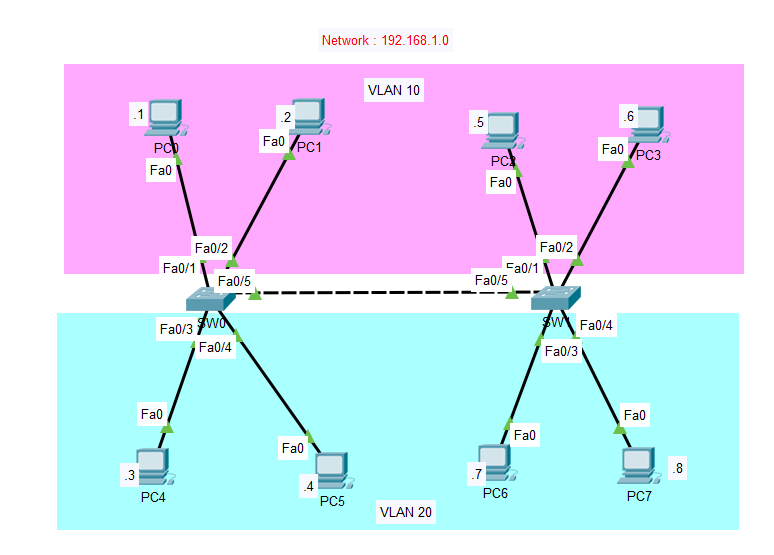 Network : 192.168.1.0
VLAN 10
.1
PC0
Fa0
.2
PC1
Fa0
.5
PC2
Fa0
.6
PC3
Fa0
Fa0/2
Fa0/1
Fa0/5
SW0
Fa0/3
Fa0/4
Fa0/2
Fa0/1
Fa0/5
SW1
Fa0/4
Fa0/3
Fa0
.3
PC4
Fa0
.4
PC5
Fa0
.7
PC6
Fa0
.8
PC7
VLAN 20